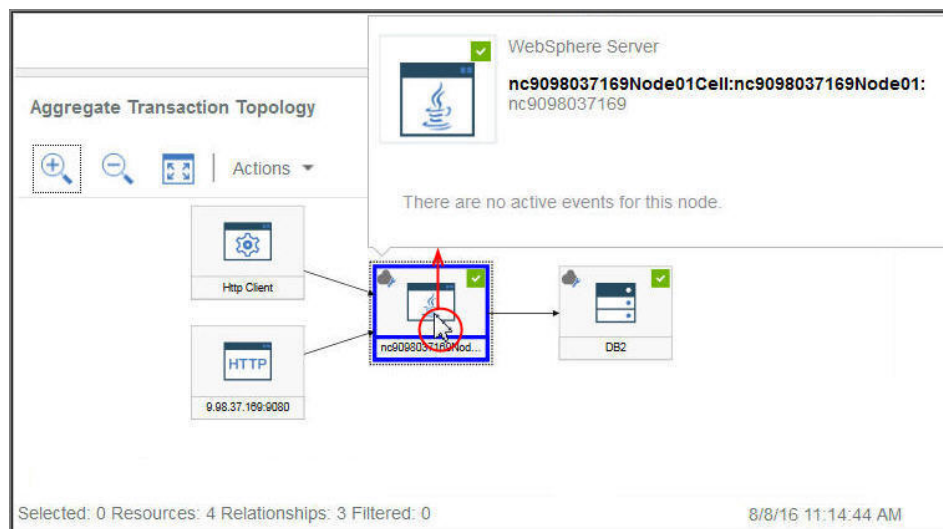 WebSphere Server
nc9098037169Node01Cell:nc9098037169Node01:
nc9098037169
There are no active events for this node.
Aggregate Transaction Topology
Actions
Http Client
HTTP
9.98.37.169:9080
nc9098037169Nod...
DB2
Selected: 0 Resources: 4 Relationships: 3 Filtered: 0
8/8/16 11:14:44 AM